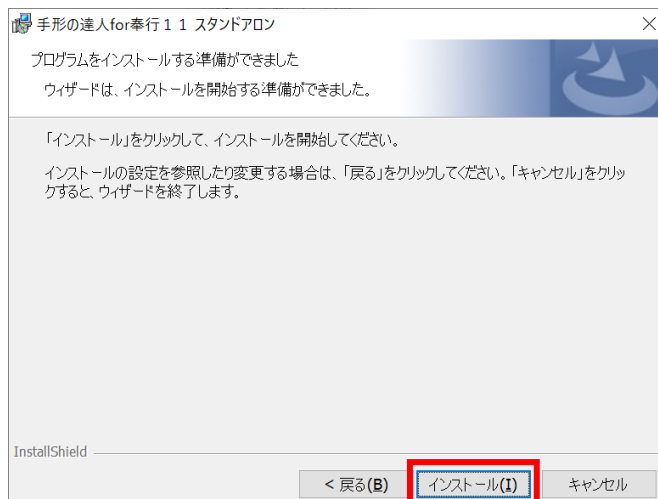 手形の達人for奉行１１ スタンドアロン
プログラムをインストールする準備ができました
ウィザードは、インストールを開始する準備ができました。
「インストール」をクリックして、インストールを開始してください。
インストールの設定を参照したり変更する場合は、「戻る」をクリックしてください。「キャンセル」をクリッ
クすると、ウィザードを終了します。
InstallShield
< 戻る(B)
インストール(I)
キャンセル